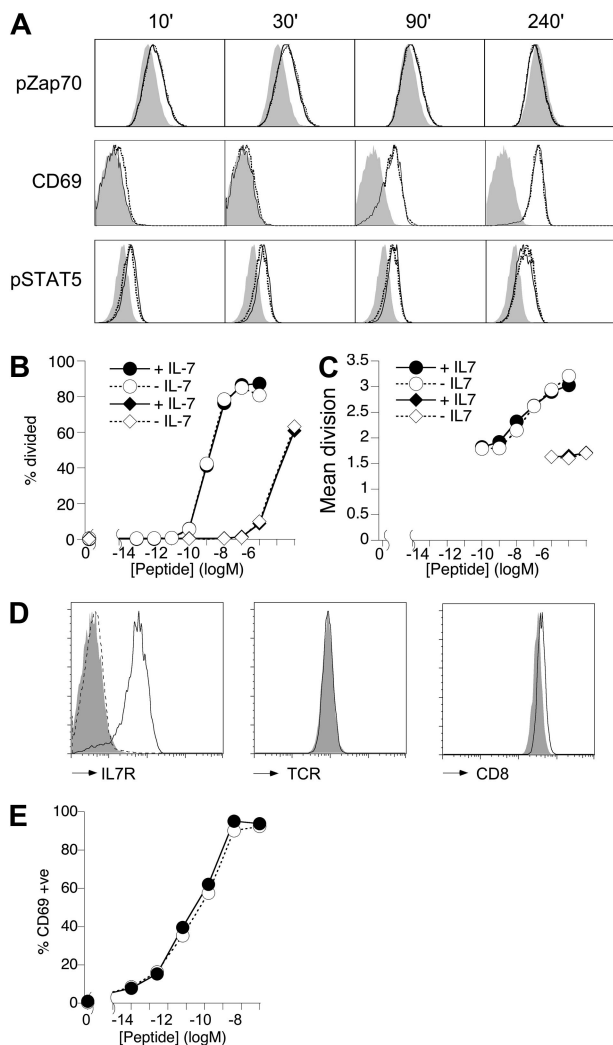 A
10' 30' 90' 240'
pZap70
CD69
pSTAT5
B
100
80
60
40
20
0
% divided
+ IL-7
- IL-7
+ IL-7
- IL-7
0 -14 -12 -10 -8 -6
[Peptide] (logM)
C
3.5
3
2.5
2
1.5
1
0.5
0
Mean division
+ IL7
- IL7
+ IL7
- IL7
0 -14 -12 -10 -8 -6
[Peptide] (logM)
D
IL7R
TCR
CD8
E
100
80
60
40
20
0
% CD69 +ve
0 -14 -12 -10 -8
[Peptide] (logM)